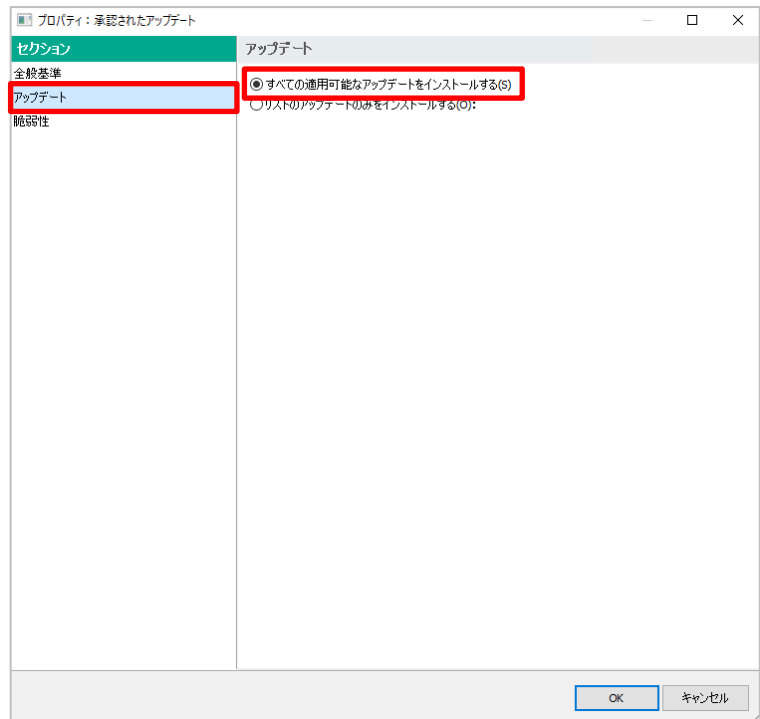 プロパティ：承認されたアップデート
セクション
アップデート
全般基準
アップデート
脆弱性
すべての適用可能なアップデートをインストールする(S)
リストのアップデートのみをインストールする(O):
OK
キャンセル